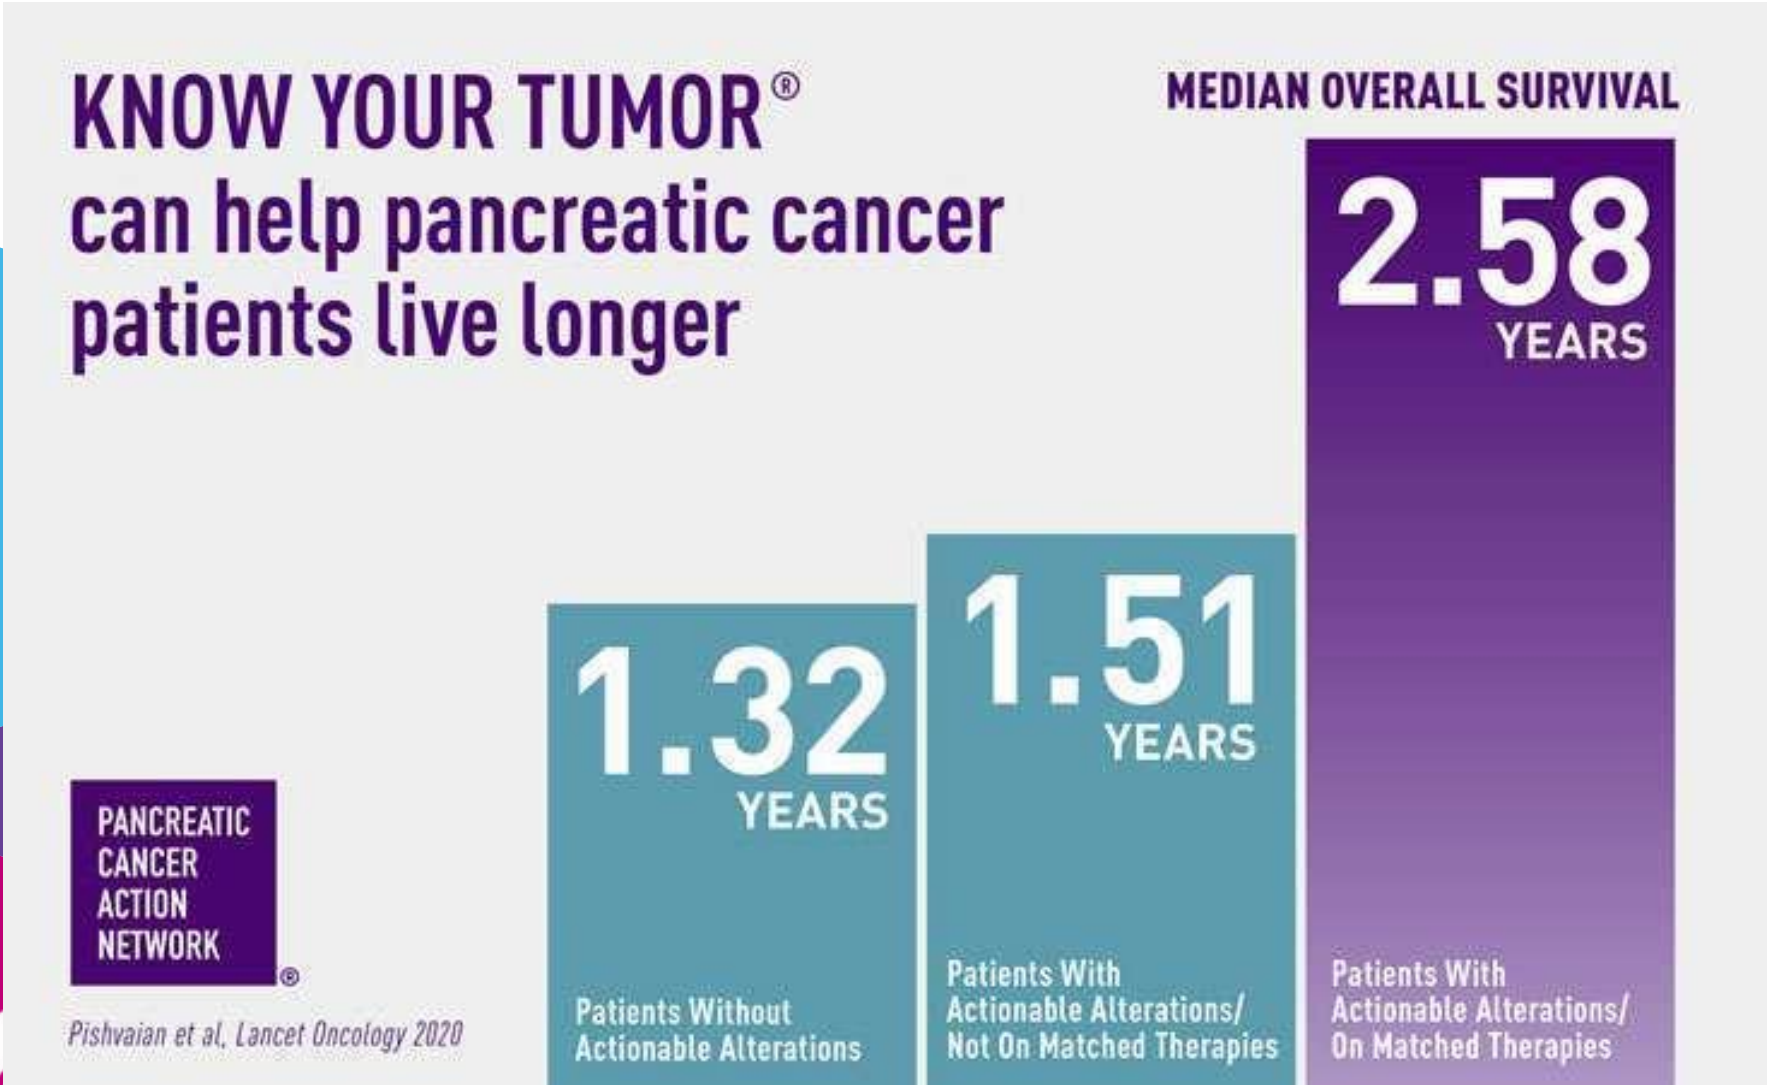 KNOW YOUR TUMOR®
can help pancreatic cancer
patients live longer
MEDIAN OVERALL SURVIVAL
2.58
YEARS
1.51
YEARS
1.32
YEARS
PANCREATIC
CANCER
ACTION
NETWORK
®
Pishvaian et al, Lancet Oncology 2020
Patients Without
Actionable Alterations
Patients With
Actionable Alterations/
Not On Matched Therapies
Patients With
Actionable Alterations/
On Matched Therapies